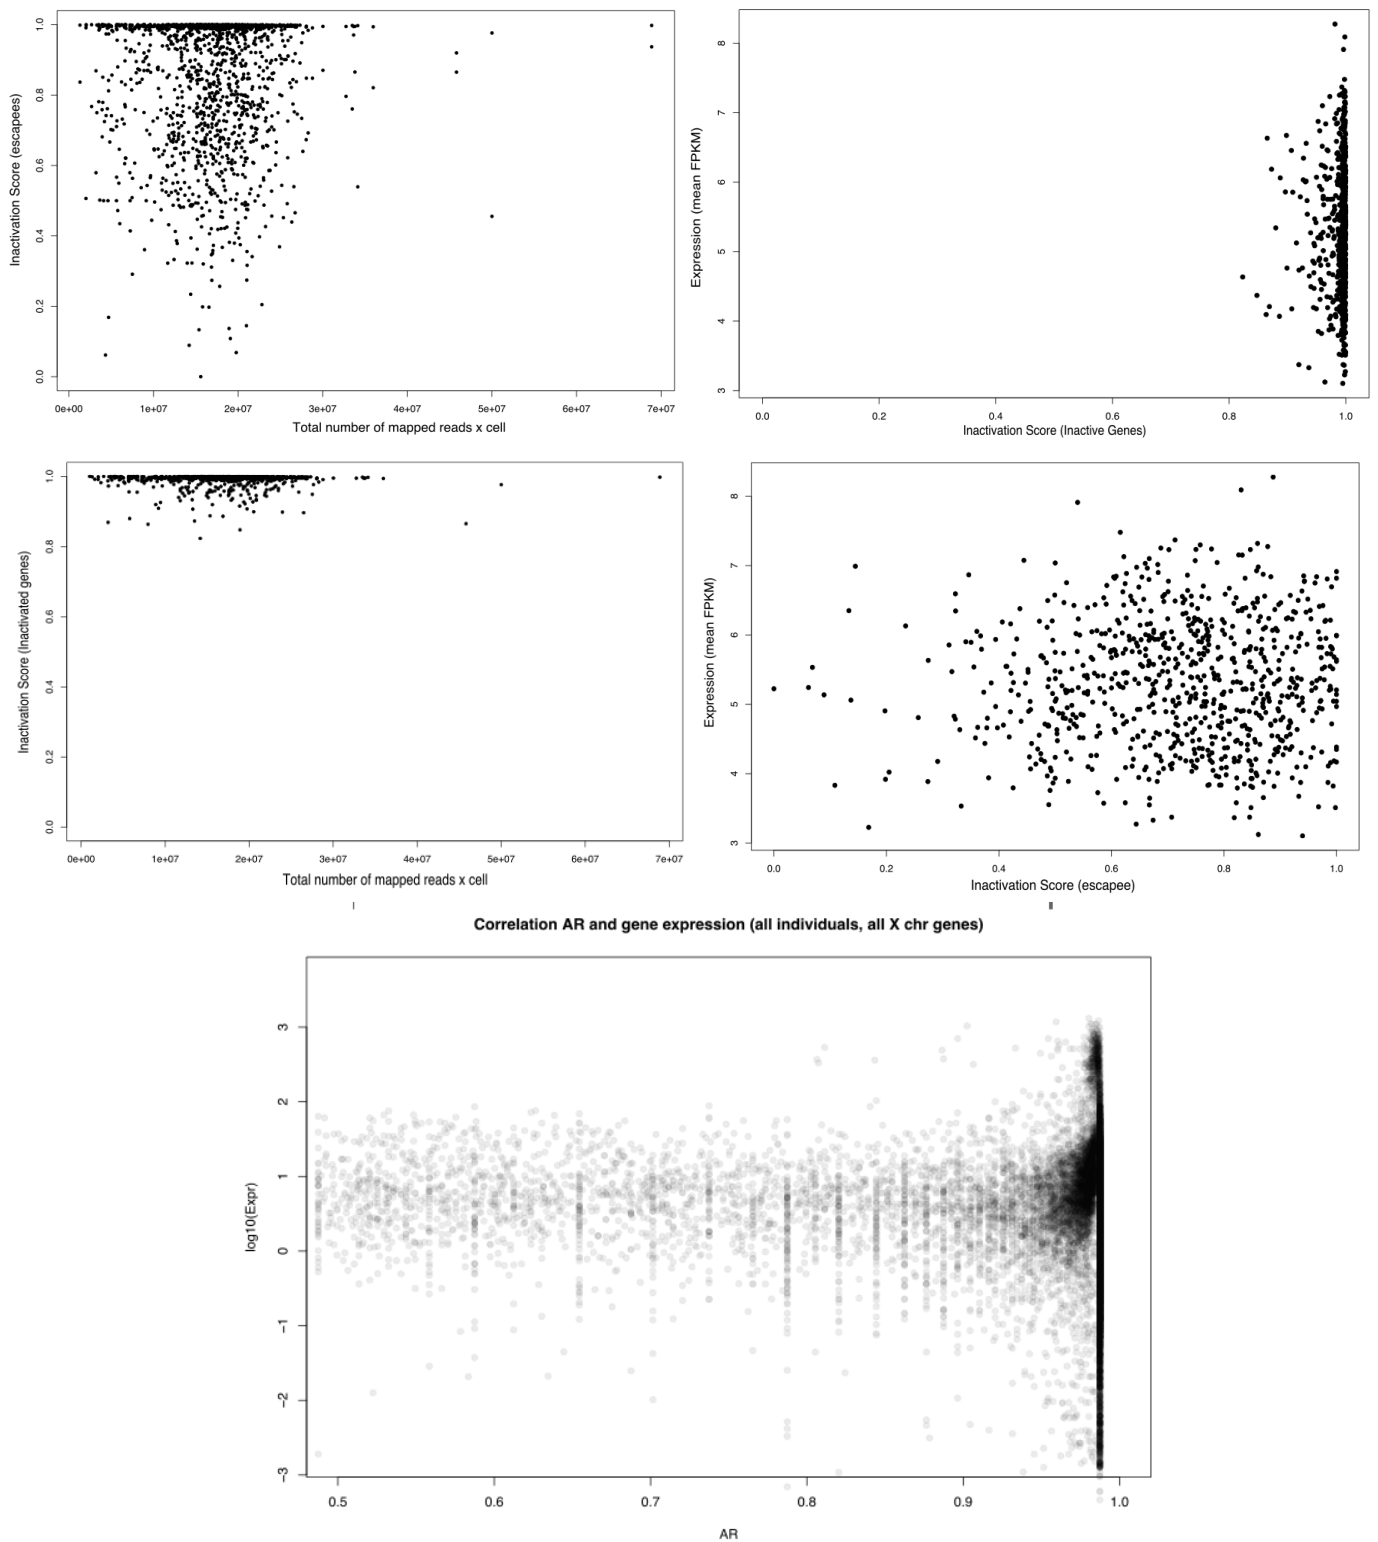 Inactivation Score (escapees)
1.0
0.8
0.6
0.4
0.2
0.0
0e+00 1e+07 2e+07 3e+07 4e+07 5e+07 6e+07 7e+07
Total number of mapped reads x cell
Expression (mean FPKM)
8
7
6
5
4
3
0.0 0.2 0.4 0.6 0.8 1.0
Inactivation Score (Inactive Genes)
Inactivation Score (Inactivated genes)
1.0
0.8
0.6
0.4
0.2
0.0
0e+00 1e+07 2e+07 3e+07 4e+07 5e+07 6e+07 7e+07
Total number of mapped reads x cell
Expression (mean FPKM)
8
7
6
5
4
3
0.0 0.2 0.4 0.6 0.8 1.0
Inactivation Score (escapee)
I II
Correlation AR and gene expression (all individuals, all X chr genes)
log10(Expr)
3
2
1
0
−1
−2
−3
0.5 0.6 0.7 0.8 0.9 1.0
AR